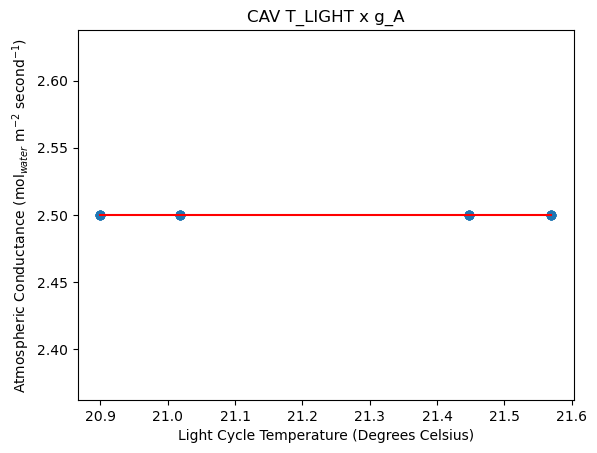 CAV T_LIGHT x g_A
Atmospheric Conductance (mol_{water} m^{−2} second^{−1})
2.60
2.55
2.50
2.45
2.40
20.9 21.0 21.1 21.2 21.3 21.4 21.5 21.6
Light Cycle Temperature (Degrees Celsius)